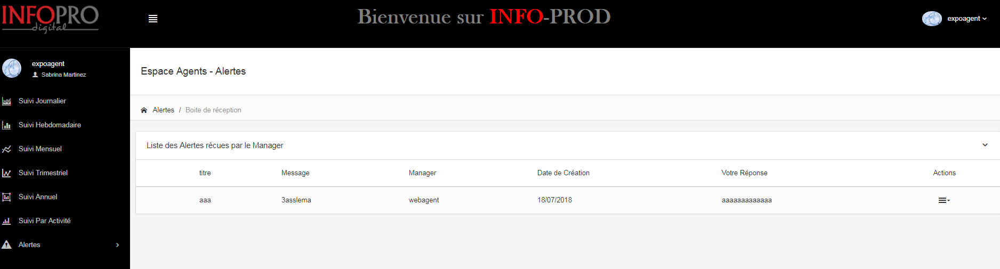 INFOPRO
digital
Bienvenue sur INFO-PROD
expoagent
expoagent
Sabrina Martinez
Suivi Journalier
Suivi Hebdomadaire
Suivi Mensuel
Suivi Trimestriel
Suivi Annuel
Suivi Par Activité
Alertes
Espace Agents - Alertes
Alertes / Boite de réception
Liste des Alertes récues par le Manager
titre Message Manager Date de Création Votre Réponse Actions
aaa 3asslema webagent 18/07/2018 aaaaaaaaaaaaa